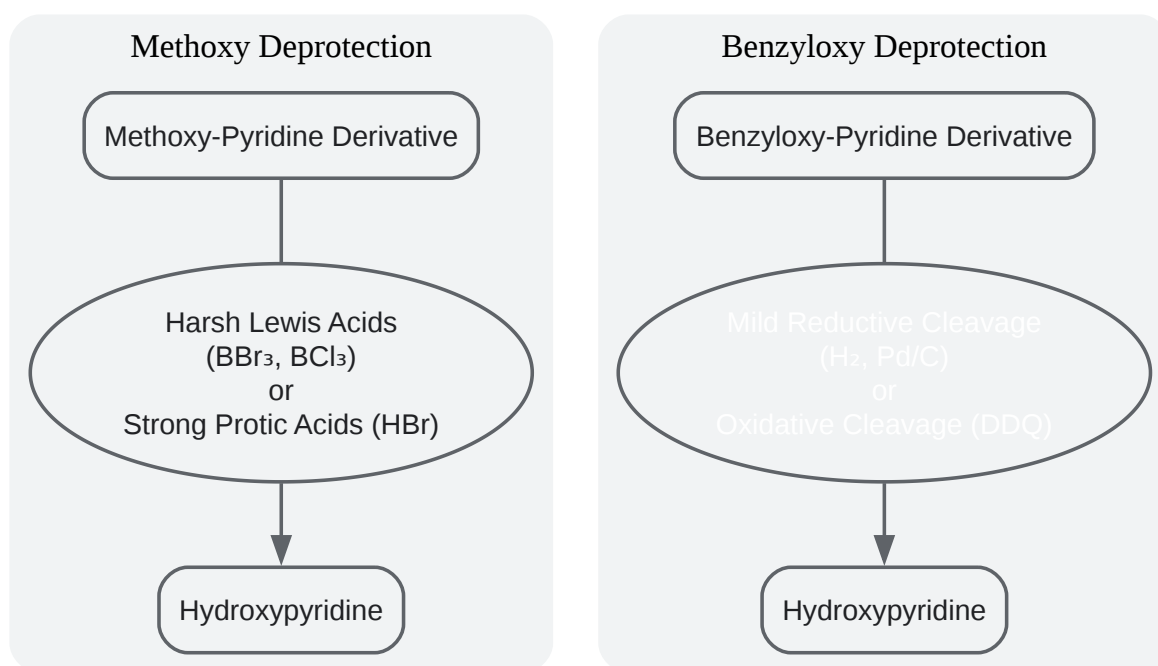 Methoxy Deprotection
Methoxy-Pyridine Derivative
Harsh Lewis Acids
(BBr₃, BCl₃)
or
Strong Protic Acids (HBr)
Hydroxypyridine
Benzyloxy Deprotection
Benzyloxy-Pyridine Derivative
Mild Reductive Cleavage
(H₂, Pd/C)
or
Oxidative Cleavage (DDQ)
Hydroxypyridine